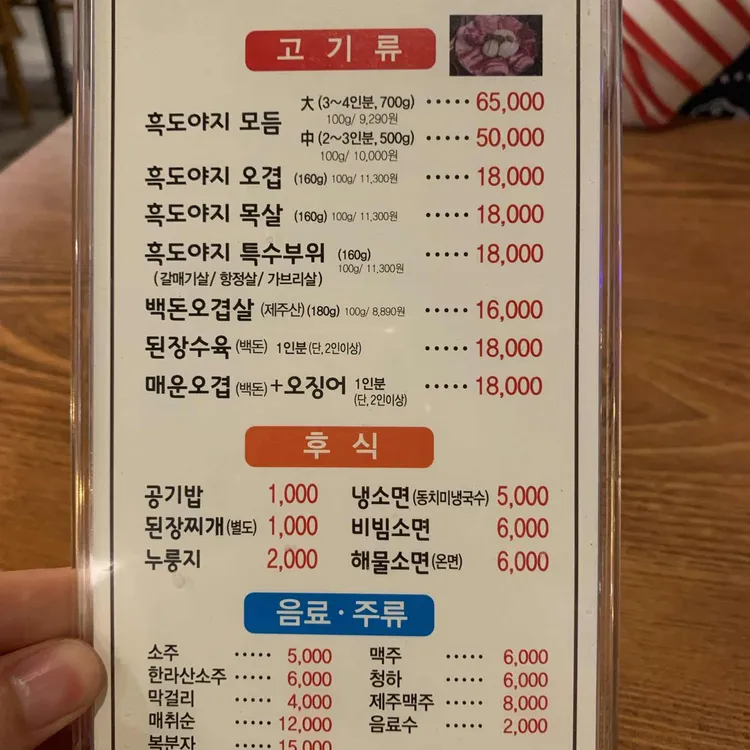 고기류
흑도야지 모듬 大 (3~4인분, 700g) ····· 65,000
100g/ 9,290원
中 (2~3인분, 500g) ····· 50,000
100g/ 10,000원
흑도야지 오겹 (160g) 100g/ 11,300원 ····· 18,000
흑도야지 목살 (160g) 100g/ 11,300원 ····· 18,000
흑도야지 특수부위 (160g) ····· 18,000
100g/ 11,300원
(갈매기살/ 항정살/ 가브리살)
백돈오겹살 (제주산) (180g) 100g/ 8,890원 ····· 16,000
된장수육 (백돈) 1인분 (단, 2인이상) ····· 18,000
매운오겹 (백돈) +오징어 1인분 ····· 18,000
(단, 2인이상)
후식
공기밥 1,000 냉소면 (동치미냉국수) 5,000
된장찌개 (별도) 1,000 비빔소면 6,000
누룽지 2,000 해물소면 (온면) 6,000
음료·주류
소주 ····· 5,000 맥주 ····· 6,000
한라산소주 ····· 6,000 청하 ····· 6,000
막걸리 ····· 4,000 제주맥주 ····· 8,000
매취순 ····· 12,000 음료수 ····· 2,000
복분자 ····· 15,000